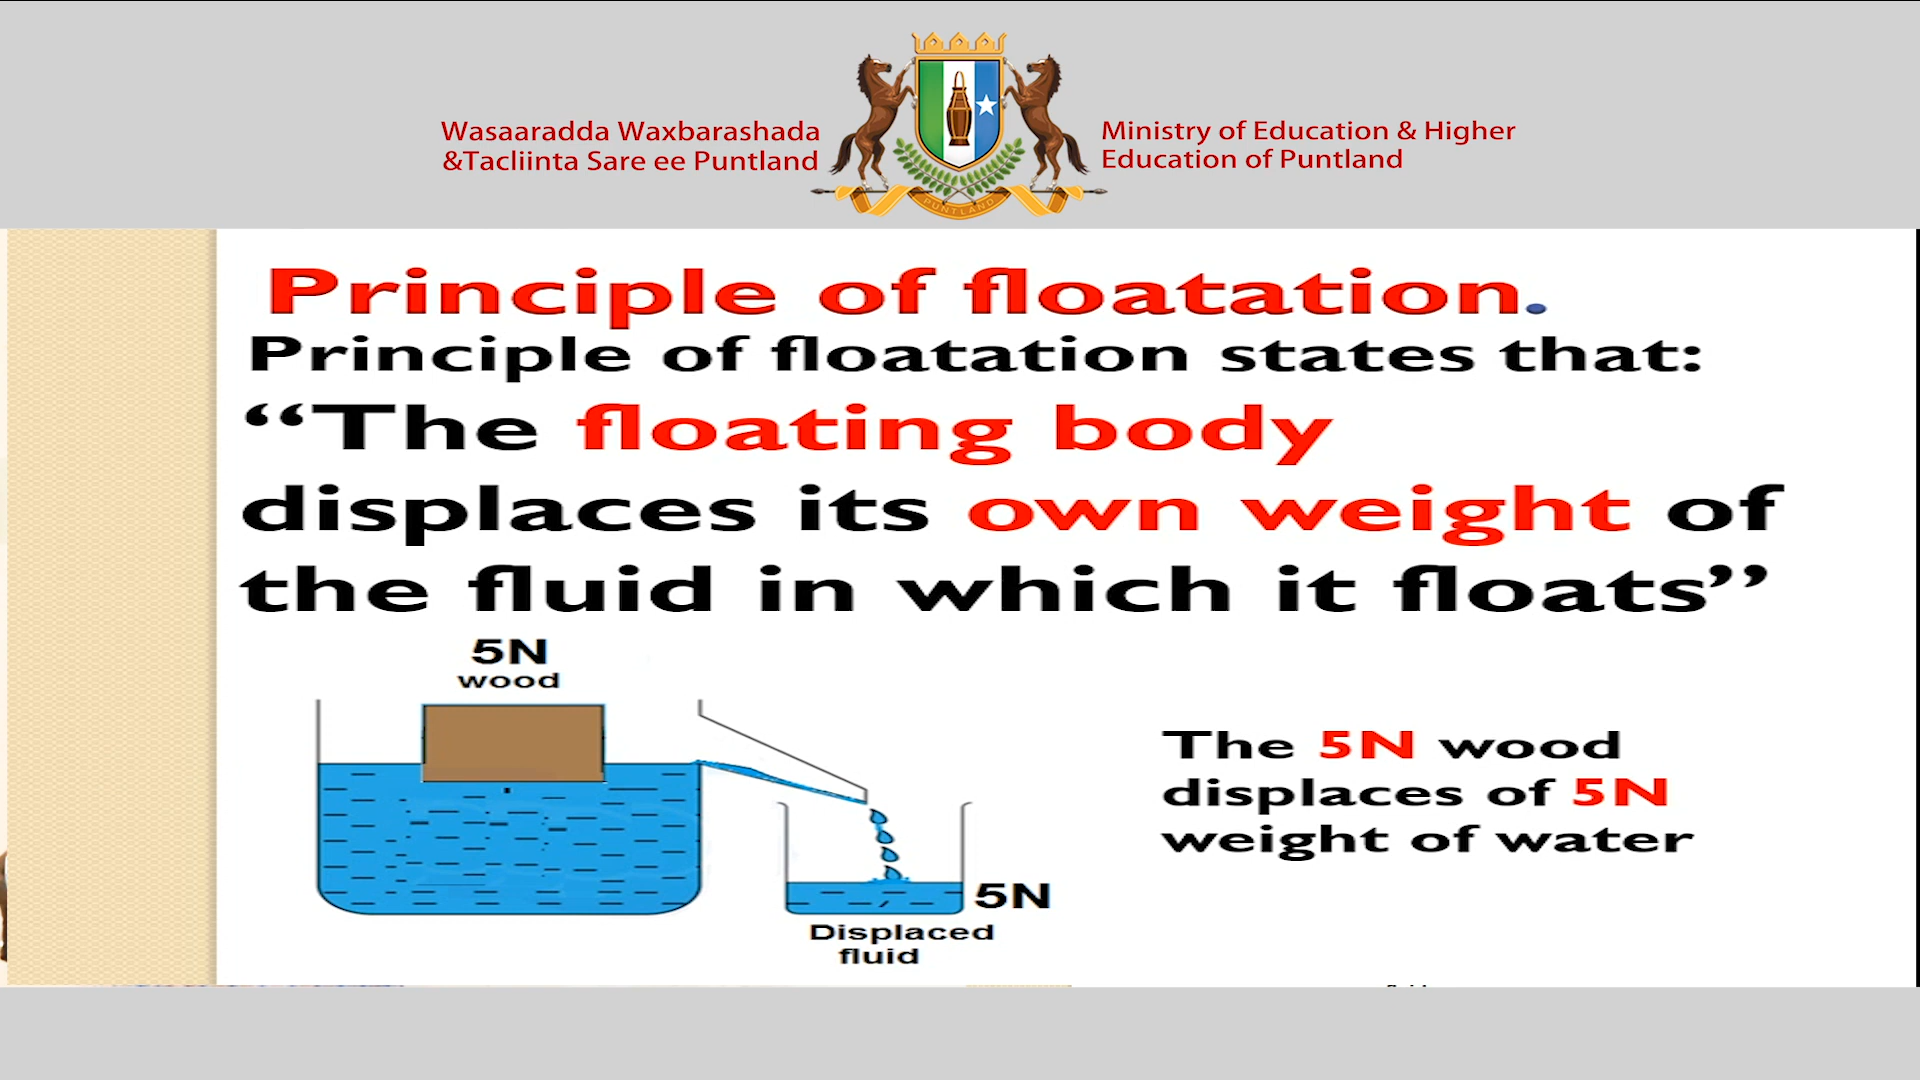 Wasaaradda Waxbarashada
&Tacliinta Sare ee Puntland
Ministry of Education & Higher
Education of Puntland
PUNTLAND
Principle of floatation.
Principle of floatation states that:
“The floating body
displaces its own weight of
the fluid in which it floats”
5N
wood
5N
Displaced
fluid
The 5N wood
displaces of 5N
weight of water